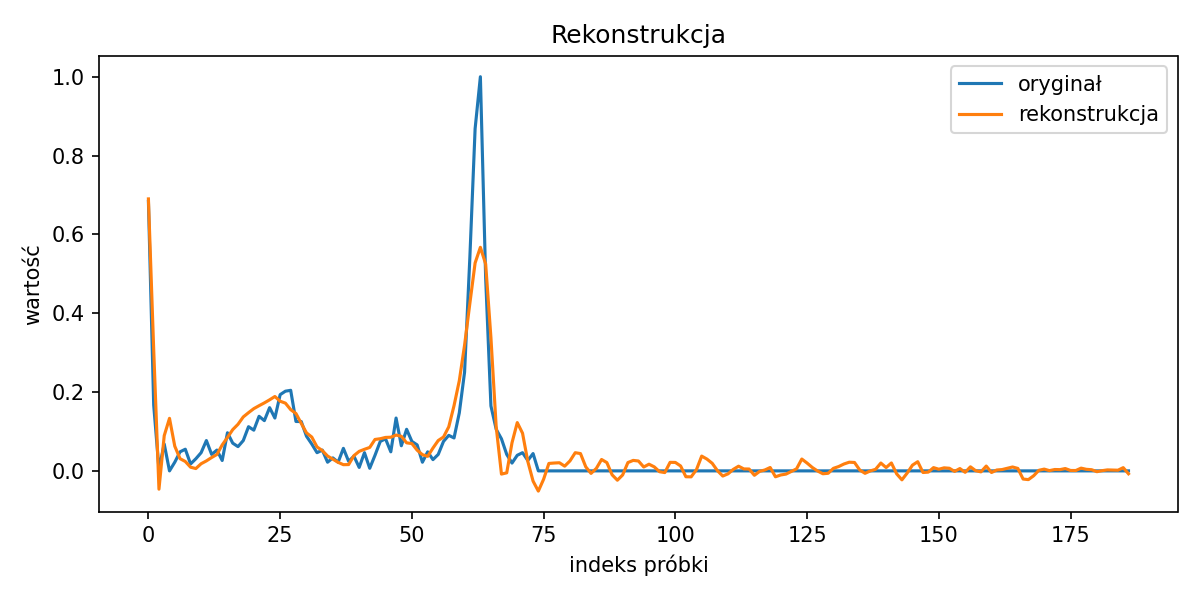 Rekonstrukcja
oryginał
rekonstrukcja
wartość
1.0
0.8
0.6
0.4
0.2
0.0
0 25 50 75 100 125 150 175
indeks próbki